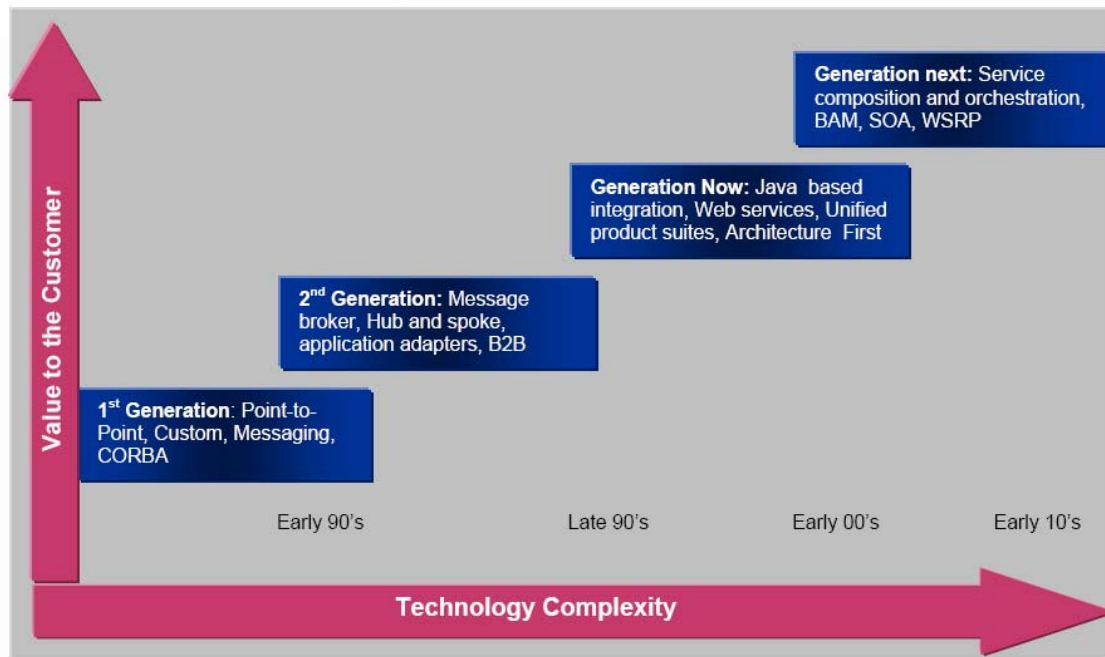 Value to the Customer
Generation next: Service
composition and orchestration,
BAM, SOA, WSRP
Generation Now: Java based
integration, Web services, Unified
product suites, Architecture First
2nd Generation: Message
broker, Hub and spoke,
application adapters, B2B
1st Generation: Point-to-
Point, Custom, Messaging,
CORBA
Early 90's
Late 90's
Early 00's
Early 10's
Technology Complexity